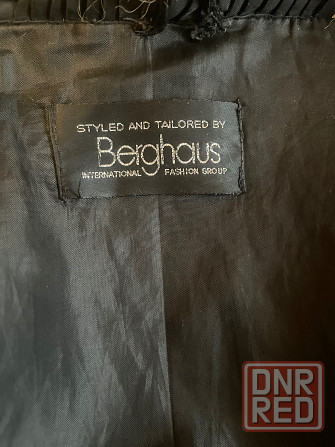 STYLED AND TAILORED BY
Berghaus
INTERNATIONAL FASHION GROUP
DNR
RED